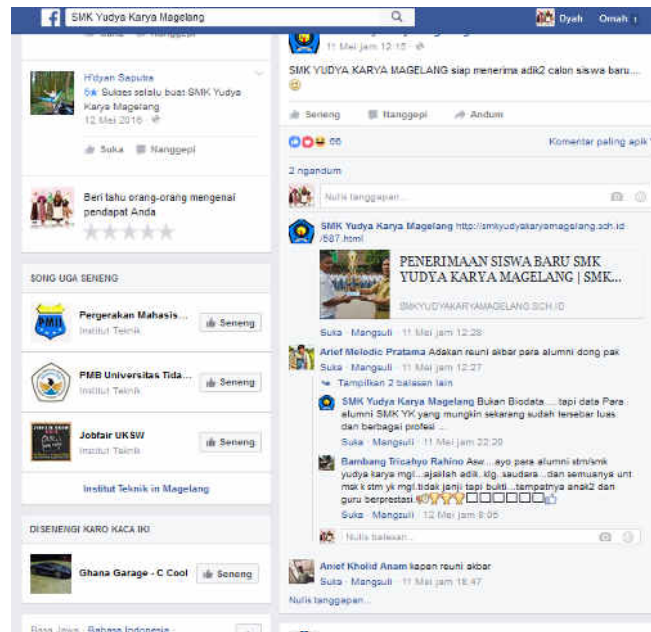 SMK Yudya Karya Magelang
Dyah
Omah 1
Hidyan Saputra
5★ Sukses selalu buat SMK Yudya
Karya Magelang
12 Mei 2016
Suka Nanggepi
Beri tahu orang-orang mengenai
pendapat Anda
SONG UGA SENENG
Pergerakan Mahasis...
Institut Teknik
Seneng
PMB Universitas Tida...
Institut Teknik
Seneng
Jobfair UKSW
Institut Teknik
Seneng
Institut Teknik in Magelang
DISENENGI KARO KACA IKI
Ghana Garage - C Cool
Seneng
Basa Jawa · Bahasa Indonesia ·
11 Mei jam 12:15
SMK YUDYA KARYA MAGELANG siap menerima adik2 calon siswa baru....
Seneng Nanggepi Andum
66
Komentar paling apik
2 ngandum
Nulis tanggapan...
SMK Yudya Karya Magelang http://smkyudyakaryamagelang.sch.id
/587.html
PENERIMAAN SISWA BARU SMK
YUDYA KARYA MAGELANG | SMK...
SMKYUDYAKARYAMAGELANG.SCH.ID
Suka · Mangsuli · 11 Mei jam 12:28
Arief Melodic Pratama Adakan reuni akbar para alumni dong pak
Suka · Mangsuli · 11 Mei jam 12:27
Tampilkan 2 balasan lain
SMK Yudya Karya Magelang Bukan Biodata.... tapi data Para
alumni SMK YK yang mungkin sekarang sudah tersebar luas
dan berbagai profesi ...
Suka · Mangsuli · 11 Mei jam 22:20
Bambang Tricahyo Rahino Asw....ayo para alumni stm/smk
yudya karya mgl...ajaklah adik..klg..saudara...dan semuanya unt
msk k stm yk mgl.tidak janji tapi bukti...tempatnya anak2 dan
guru berprestasi.
Suka · Mangsuli · 12 Mei jam 8:05
Nulis balesan...
Anief Kholid Anam kapan reuni akbar
Suka · Mangsuli · 11 Mei jam 18:47
Nulis tanggapan...